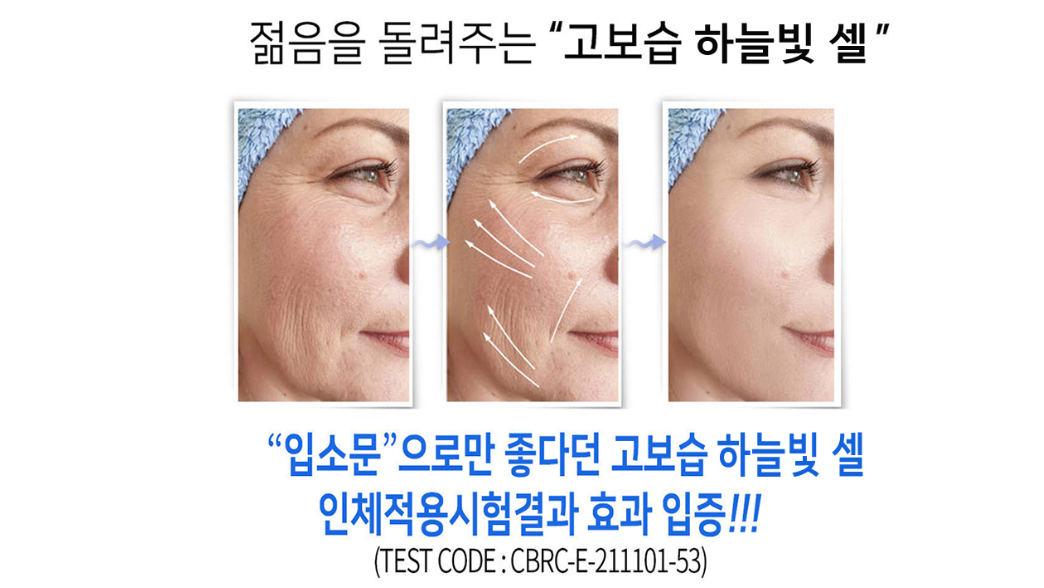 젊음을 돌려주는 “고보습 하늘빛 셀”
“입소문”으로만 좋다던 고보습 하늘빛 셀
인체적용시험결과 효과 입증!!!
(TEST CODE : CBRC-E-211101-53)